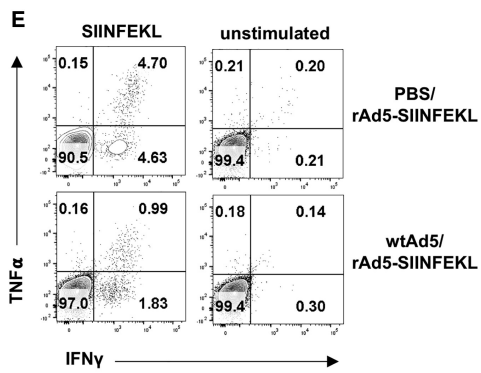 E
SIINFEKL unstimulated
0.15 4.70 0.21 0.20
90.5 4.63 99.4 0.21
PBS/
rAd5-SIINFEKL
0.16 0.99 0.18 0.14
97.0 1.83 99.4 0.30
wtAd5/
rAd5-SIINFEKL
TNFα
IFNγ